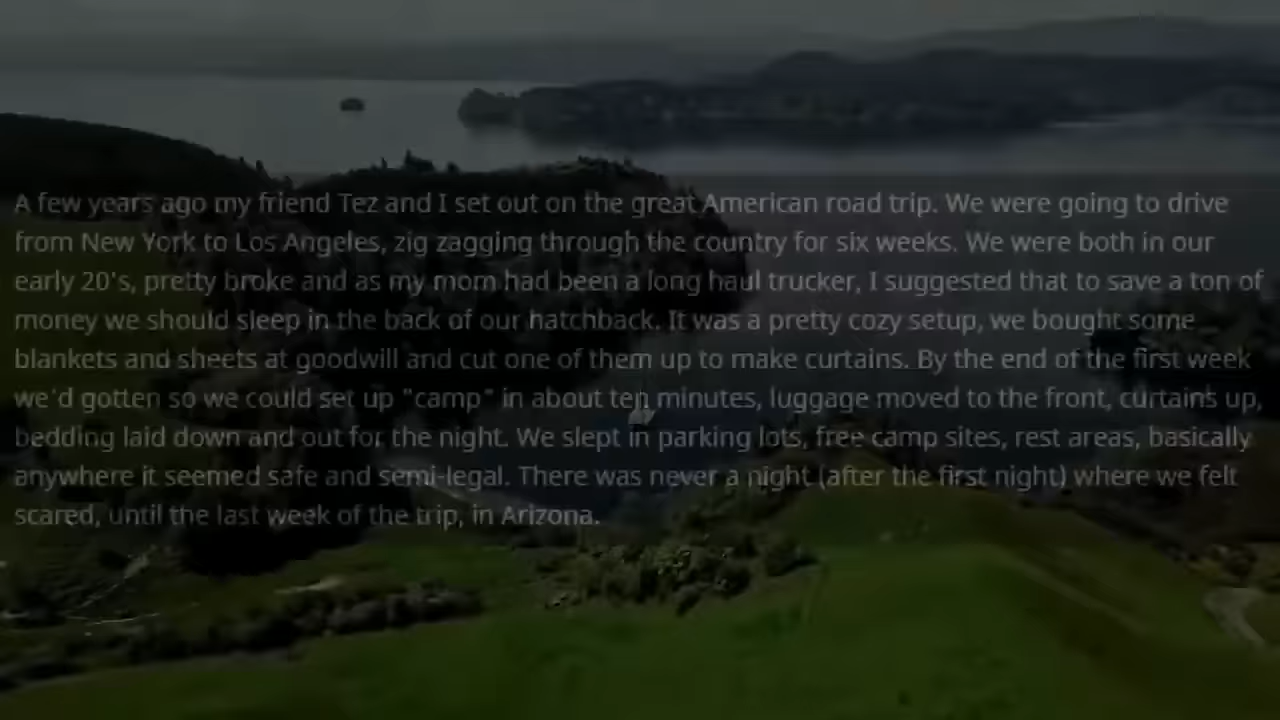 A few years ago my friend Tez and I set out on the great American road trip. We were going to drive
from New York to Los Angeles, zig zagging through the country for six weeks. We were both in our
early 20's, pretty broke and as my mom had been a long haul trucker, I suggested that to save a ton of
money we should sleep in the back of our hatchback. It was a pretty cozy setup, we bought some
blankets and sheets at goodwill and cut one of them up to make curtains. By the end of the first week
we'd gotten so we could set up "camp" in about ten minutes, luggage moved to the front, curtains up,
bedding laid down and out for the night. We slept in parking lots, free camp sites, rest areas, basically
anywhere it seemed safe and semi-legal. There was never a night (after the first night) where we felt
scared, until the last week of the trip, in Arizona.